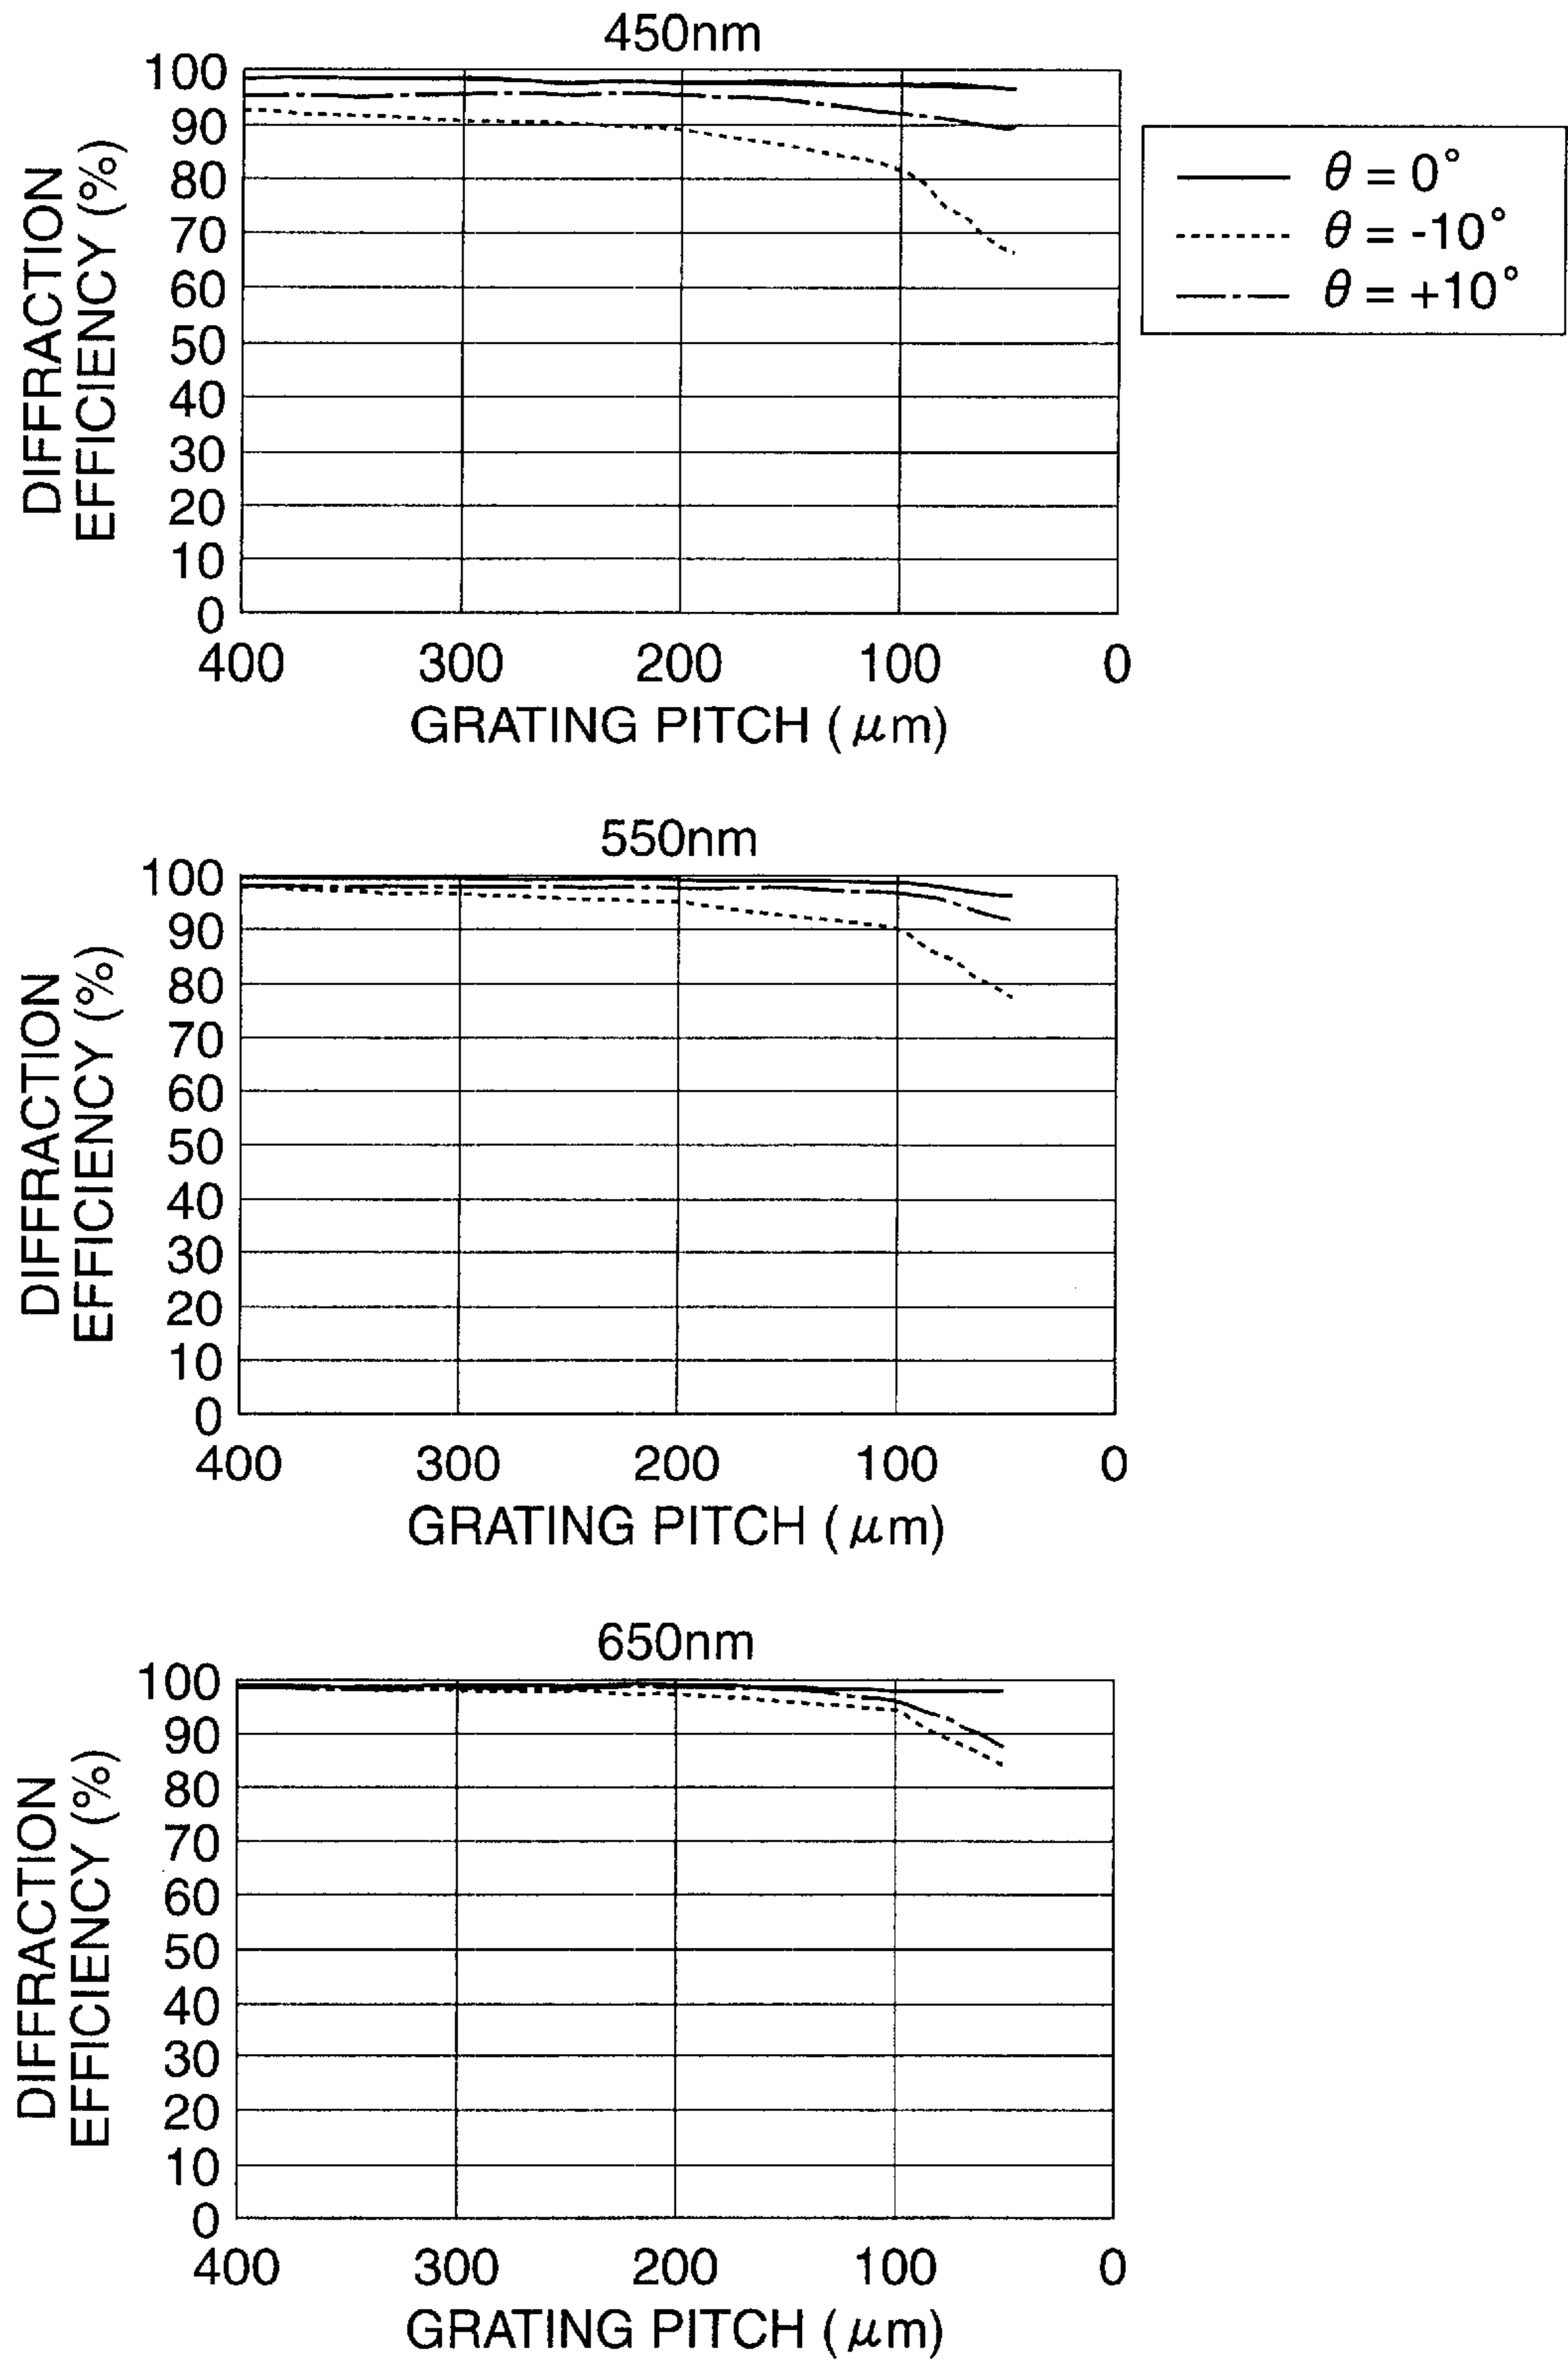 450nm
DIFFRACTION
EFFICIENCY (%)
100
90
80
70
60
50
40
30
20
10
0
400 300 200 100 0
GRATING PITCH (μm)
θ = 0°
θ = -10°
θ = +10°
550nm
DIFFRACTION
EFFICIENCY (%)
100
90
80
70
60
50
40
30
20
10
0
400 300 200 100 0
GRATING PITCH (μm)
650nm
DIFFRACTION
EFFICIENCY (%)
100
90
80
70
60
50
40
30
20
10
0
400 300 200 100 0
GRATING PITCH (μm)